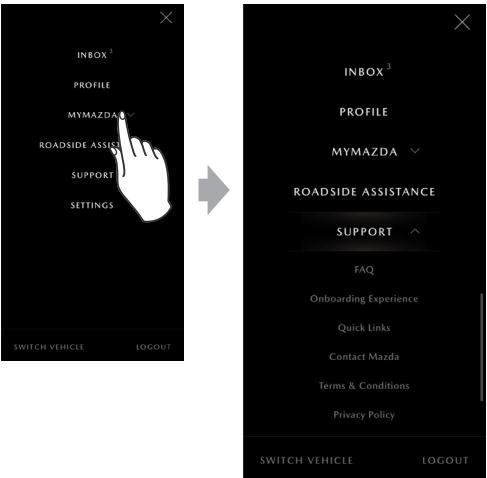 INBOX 3
PROFILE
MYMAZDA
ROADSIDE ASSIST
SUPPORT
SETTINGS
SWITCH VEHICLE LOGOUT
INBOX 3
PROFILE
MYMAZDA
ROADSIDE ASSISTANCE
SUPPORT
FAQ
Onboarding Experience
Quick Links
Contact Mazda
Terms & Conditions
Privacy Policy
SWITCH VEHICLE LOGOUT